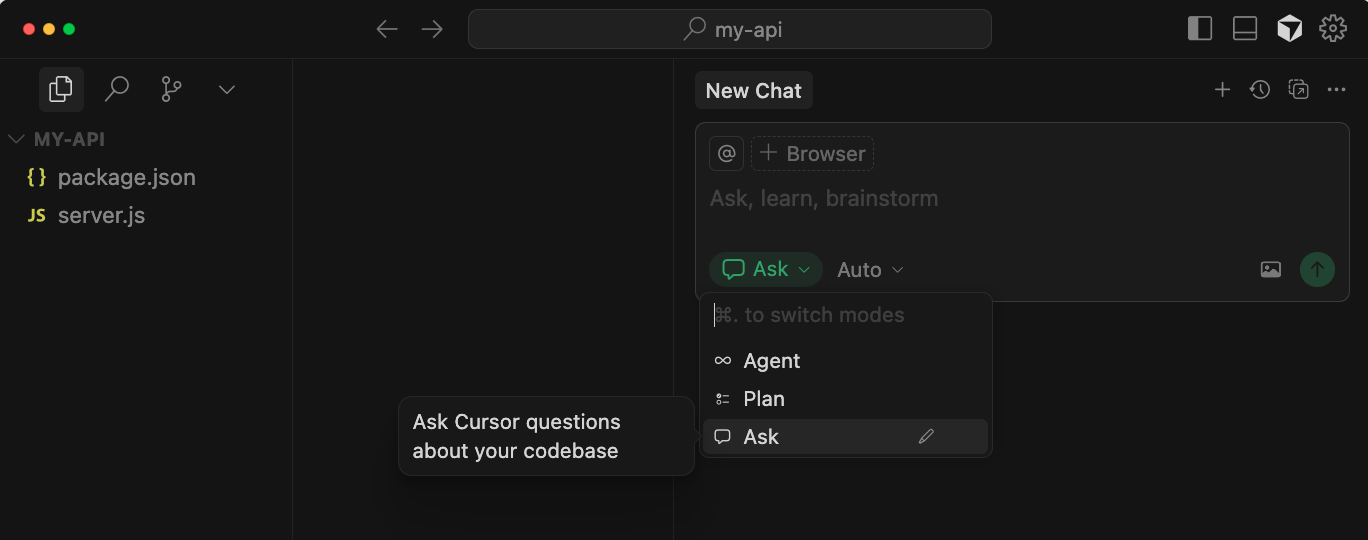 my-api
New Chat
MY-API
{} package.json
JS server.js
@ + Browser
Ask, learn, brainstorm
Ask Auto
⌘. to switch modes
Agent
Plan
Ask
Ask Cursor questions
about your codebase